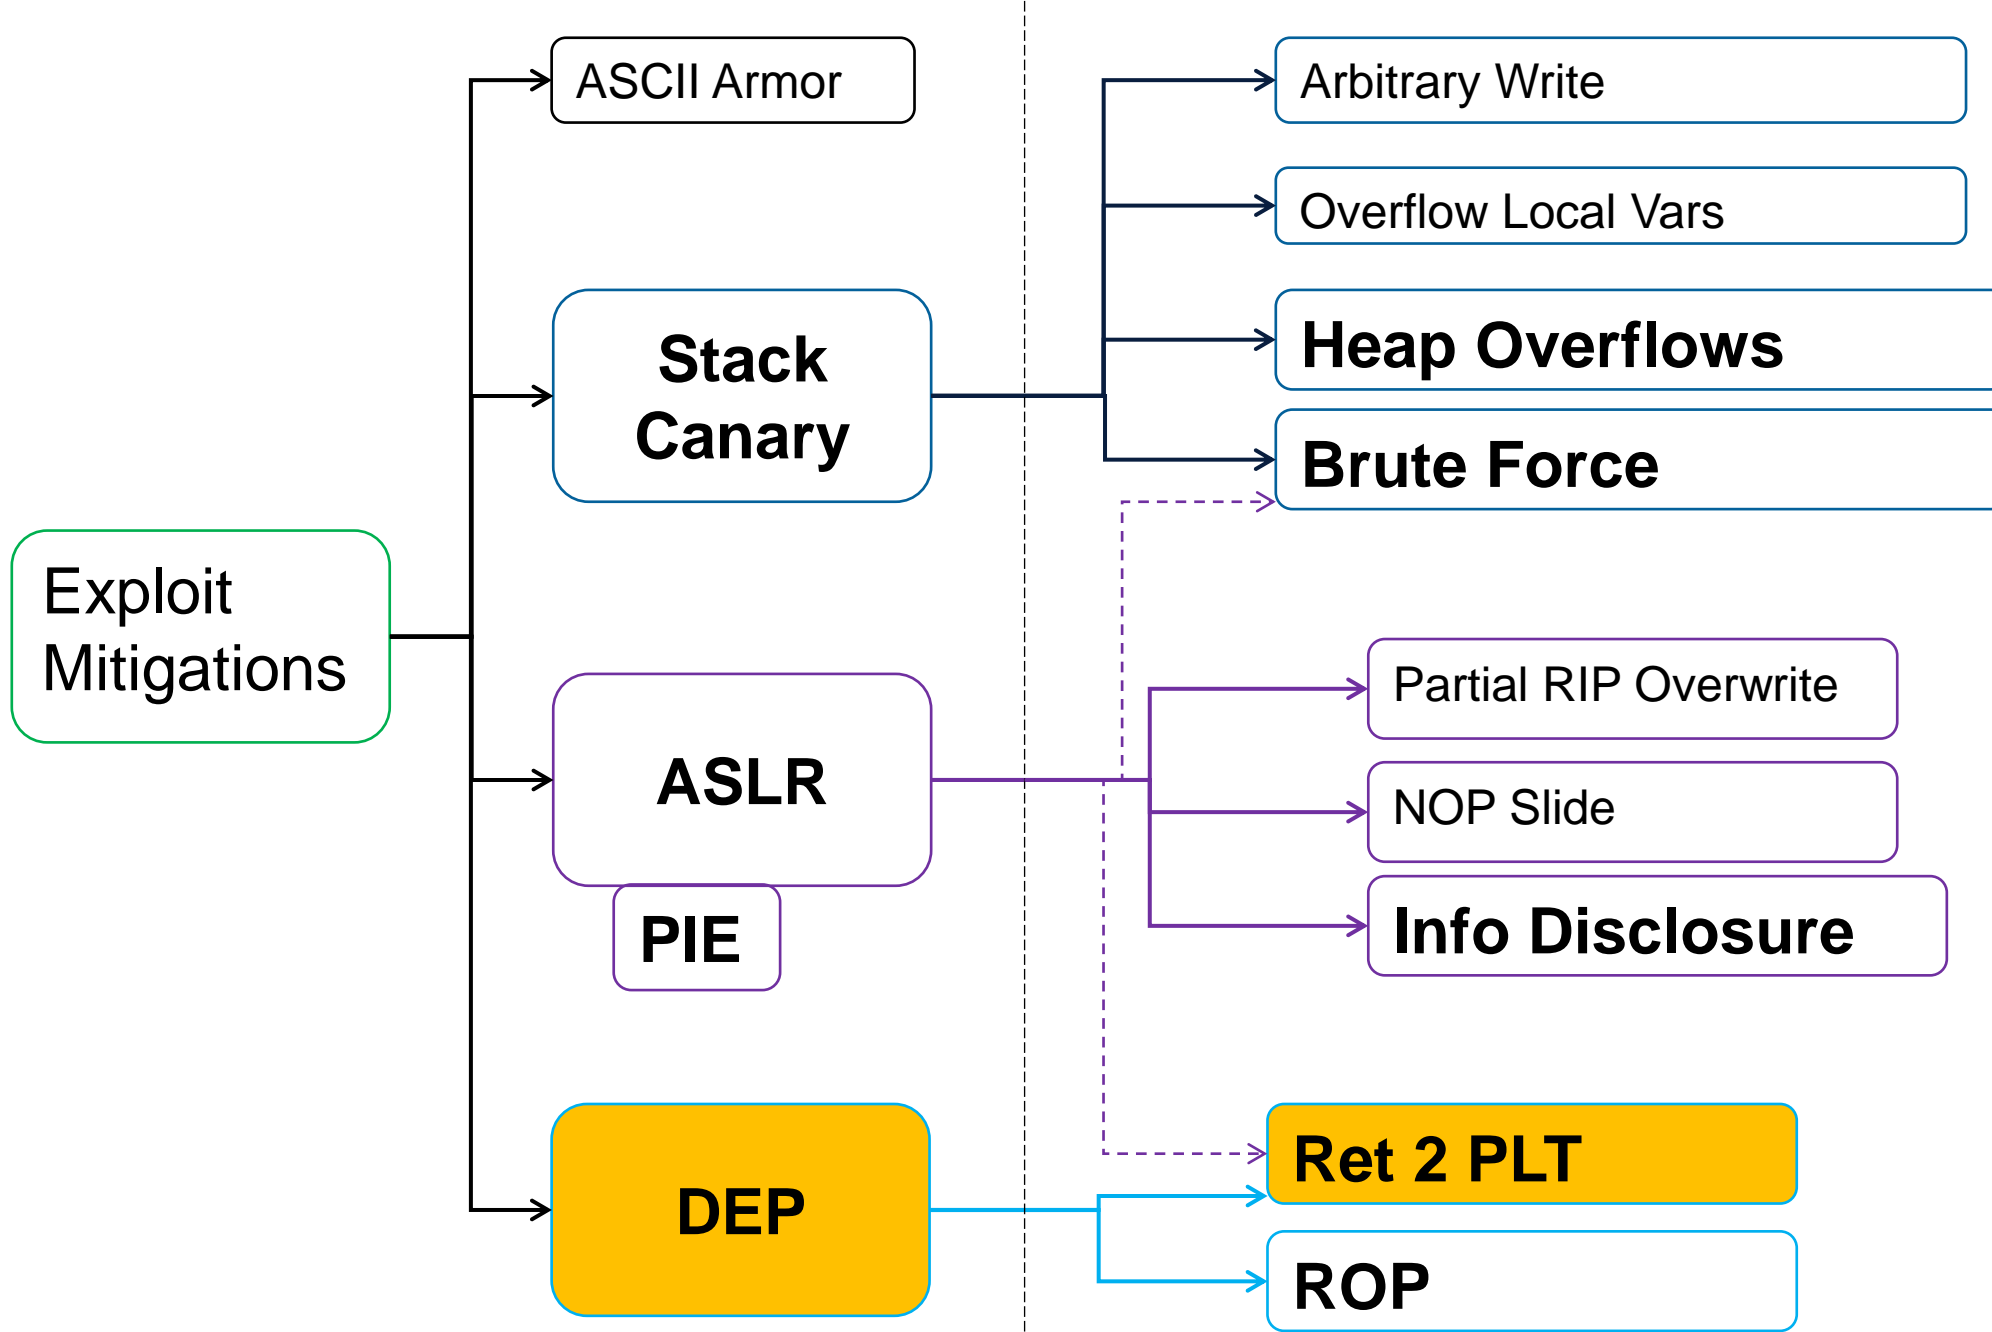 ASCII Armor
Arbitrary Write
Overflow Local Vars
Stack
Canary
Heap Overflows
Brute Force
Exploit
Mitigations
ASLR
PIE
Partial RIP Overwrite
NOP Slide
Info Disclosure
DEP
Ret 2 PLT
ROP